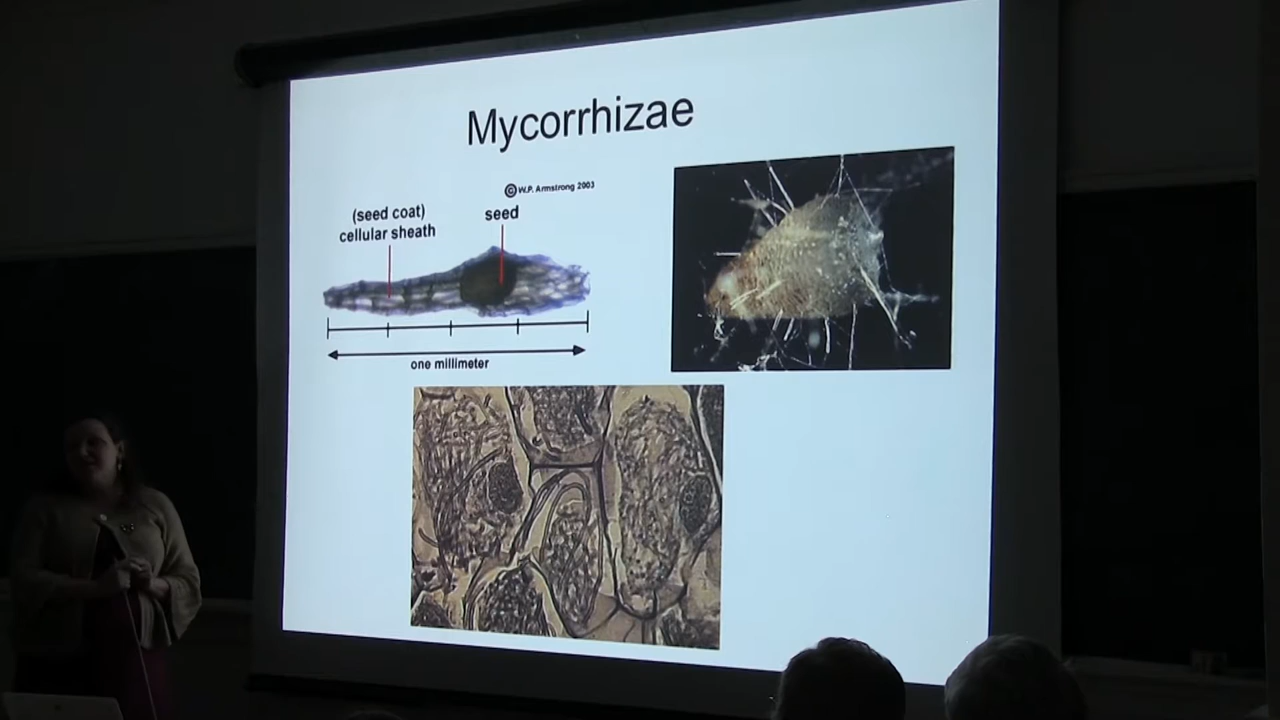 Mycorrhizae
© W.P. Armstrong 2003
(seed coat)
cellular sheath
seed
one millimeter